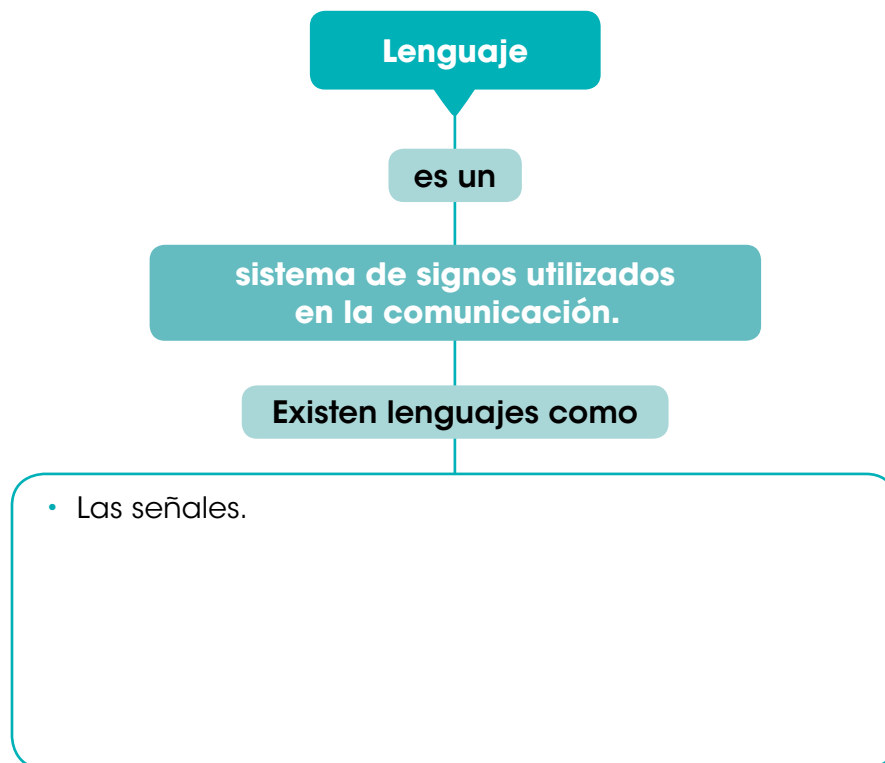 Lenguaje
es un
sistema de signos utilizados
en la comunicación.
Existen lenguajes como
• Las señales.